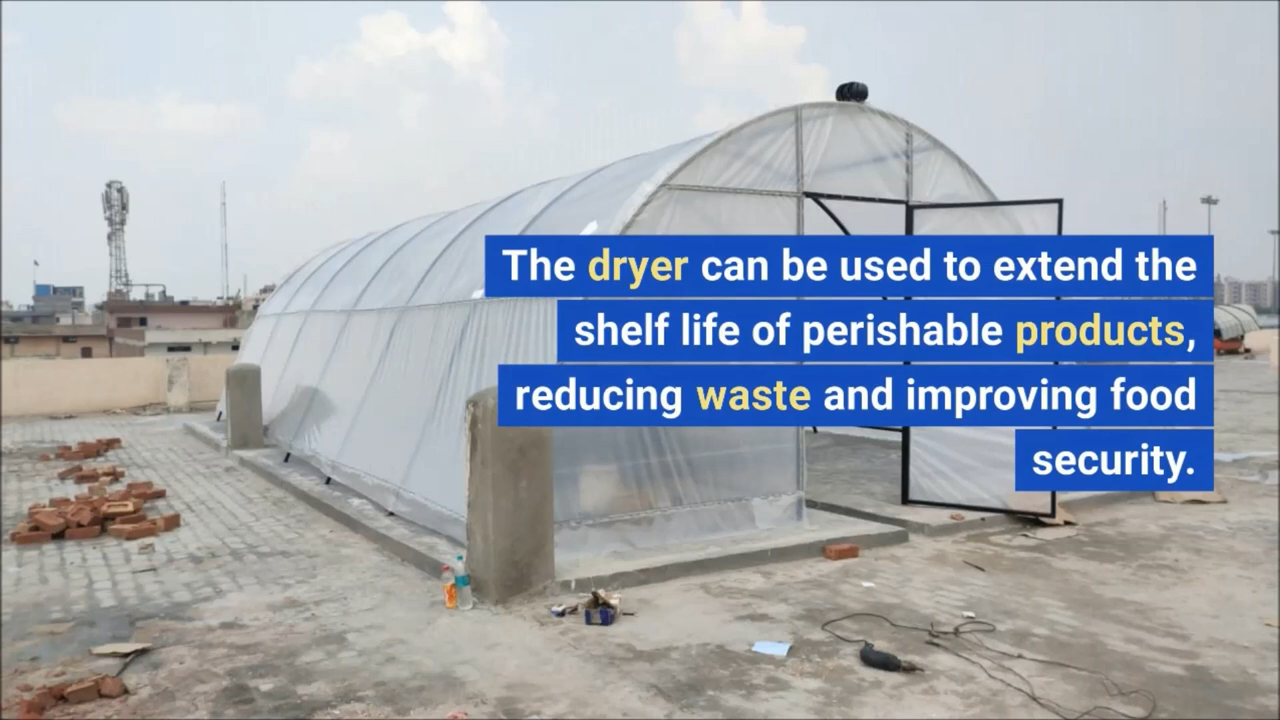 The dryer can be used to extend the
shelf life of perishable products,
reducing waste and improving food
security.